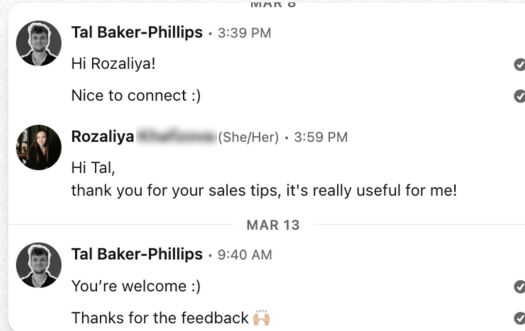 MAR 8
Tal Baker-Phillips • 3:39 PM
Hi Rozaliya!
Nice to connect :)
Rozaliya (She/Her) • 3:59 PM
Hi Tal,
thank you for your sales tips, it's really useful for me!
MAR 13
Tal Baker-Phillips • 9:40 AM
You're welcome :)
Thanks for the feedback 🙌🏼